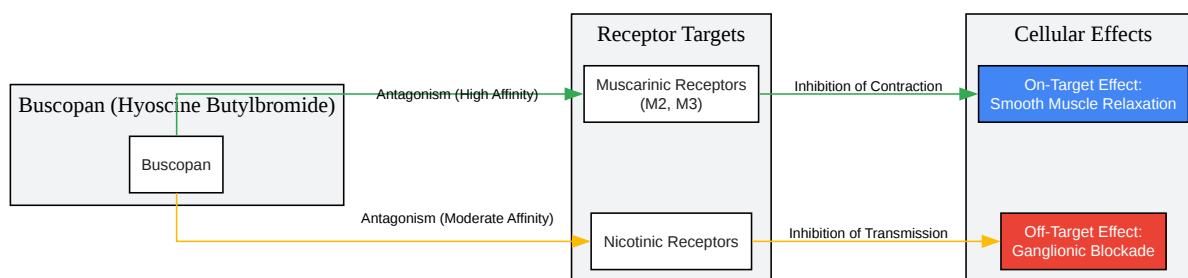 Buscopan (Hyoscine Butylbromide)
Buscopan
Antagonism (High Affinity)
Antagonism (Moderate Affinity)
Receptor Targets
Muscarinic Receptors
(M2, M3)
Nicotinic Receptors
Inhibition of Contraction
Inhibition of Transmission
Cellular Effects
On-Target Effect:
Smooth Muscle Relaxation
Off-Target Effect:
Ganglionic Blockade